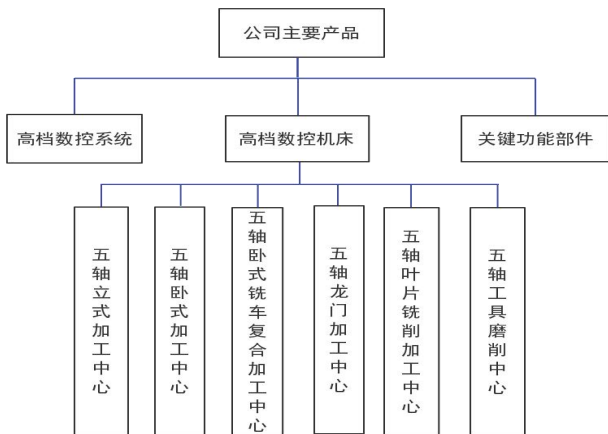 公司主要产品
高档数控系统
高档数控机床
关键功能部件
五轴立式加工中心
五轴卧式加工中心
五轴卧式铣车复合加工中心
五轴龙门加工中心
五轴叶片铣削加工中心
五轴工具磨削中心